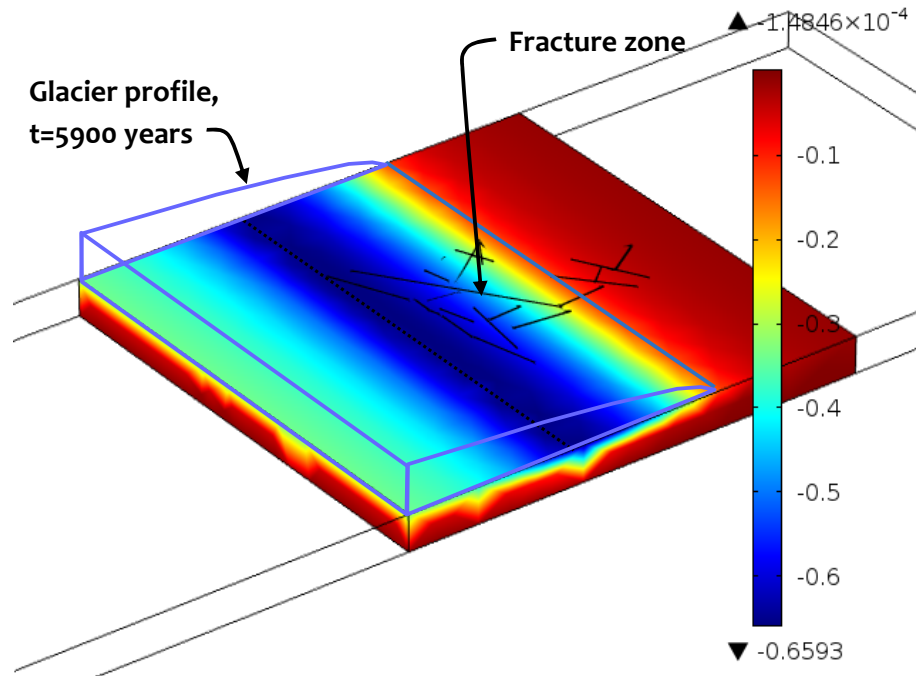 ▲ -1.4846×10⁻⁴
Fracture zone
Glacier profile,
t=5900 years
-0.1
-0.2
-0.3
-0.4
-0.5
-0.6
▼ -0.6593